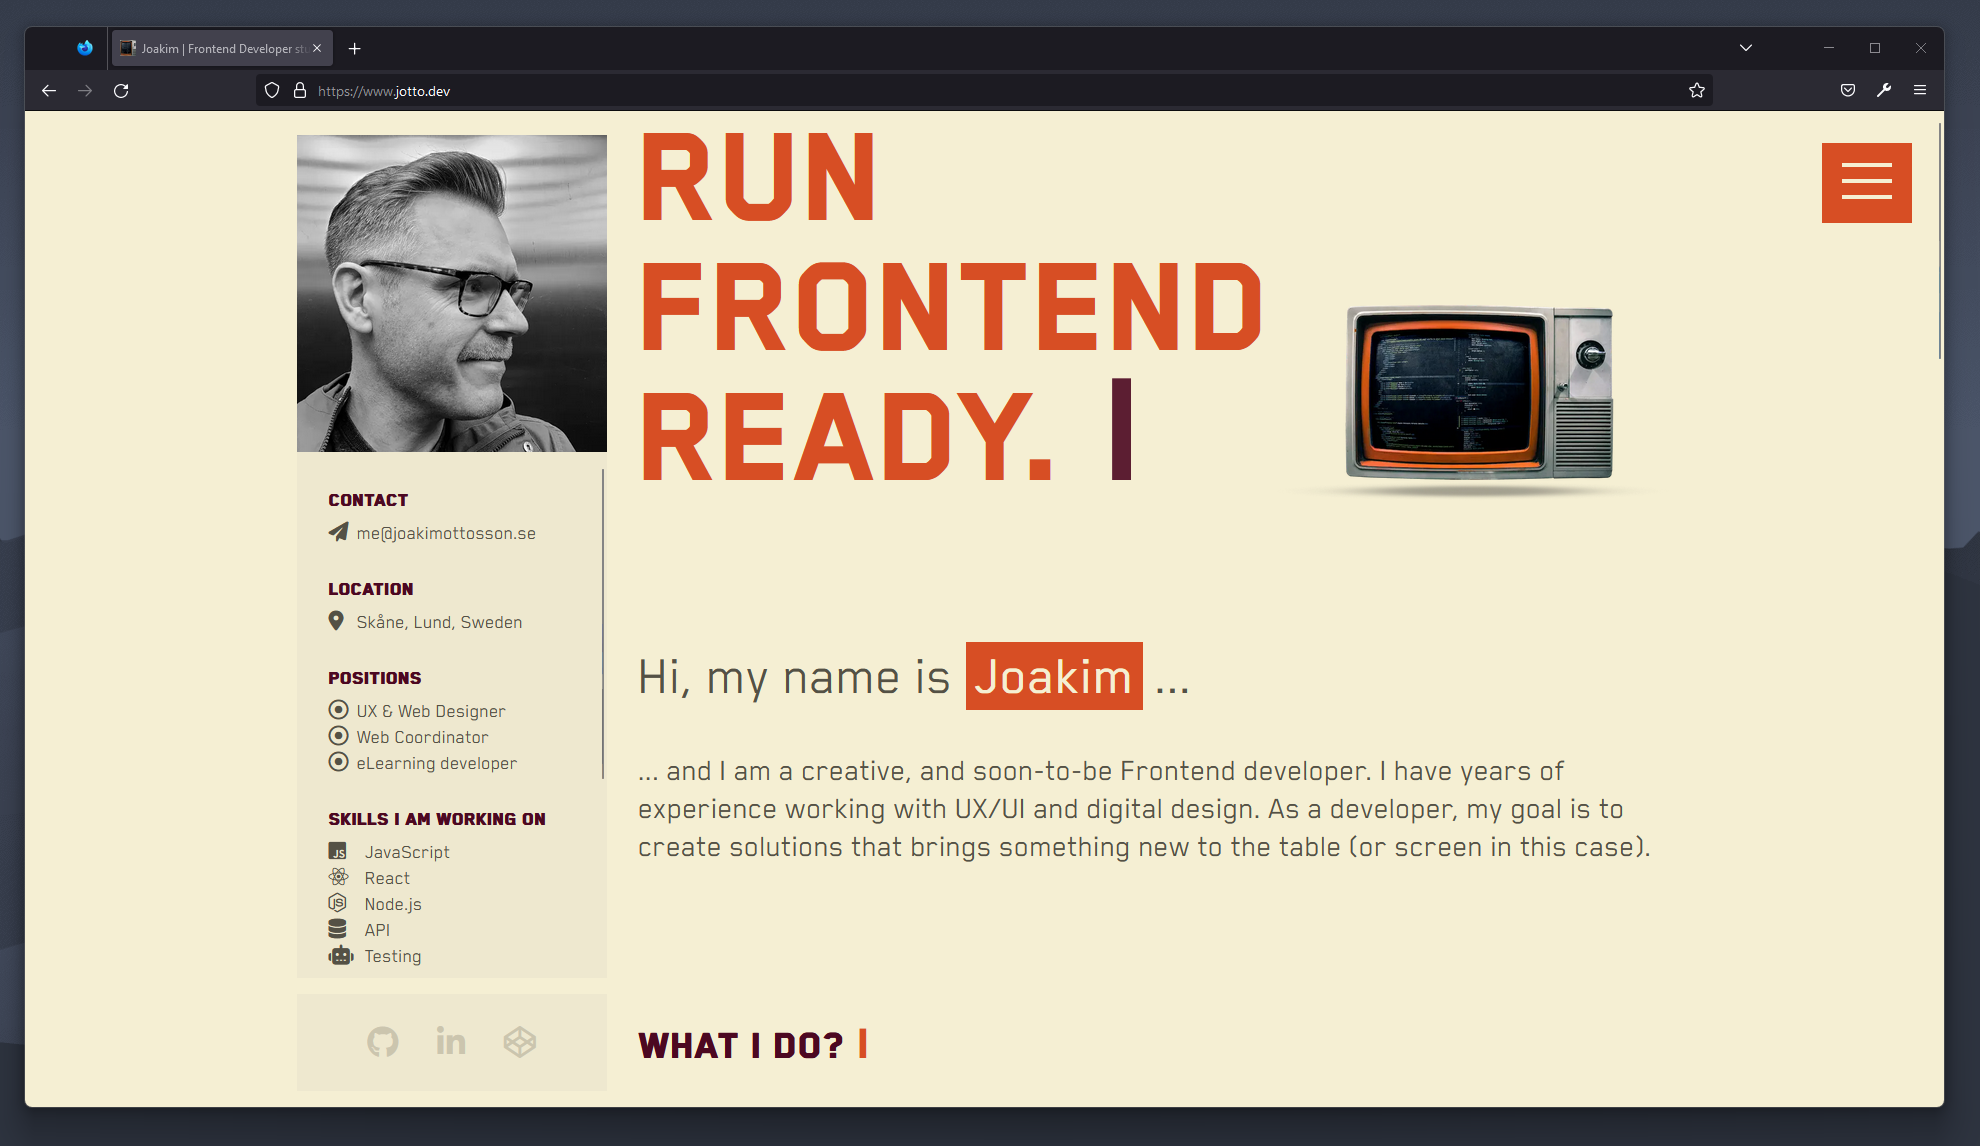 Joakim | Frontend Developer stu
https://www.jotto.dev
RUN
FRONTEND
READY.
CONTACT
me@joakimottosson.se
LOCATION
Skåne, Lund, Sweden
POSITIONS
UX & Web Designer
Web Coordinator
eLearning developer
SKILLS I AM WORKING ON
JS JavaScript
React
JS Node.js
API
Testing
in
Hi, my name is Joakim ...
... and I am a creative, and soon-to-be Frontend developer. I have years of
experience working with UX/UI and digital design. As a developer, my goal is to
create solutions that brings something new to the table (or screen in this case).
WHAT I DO?